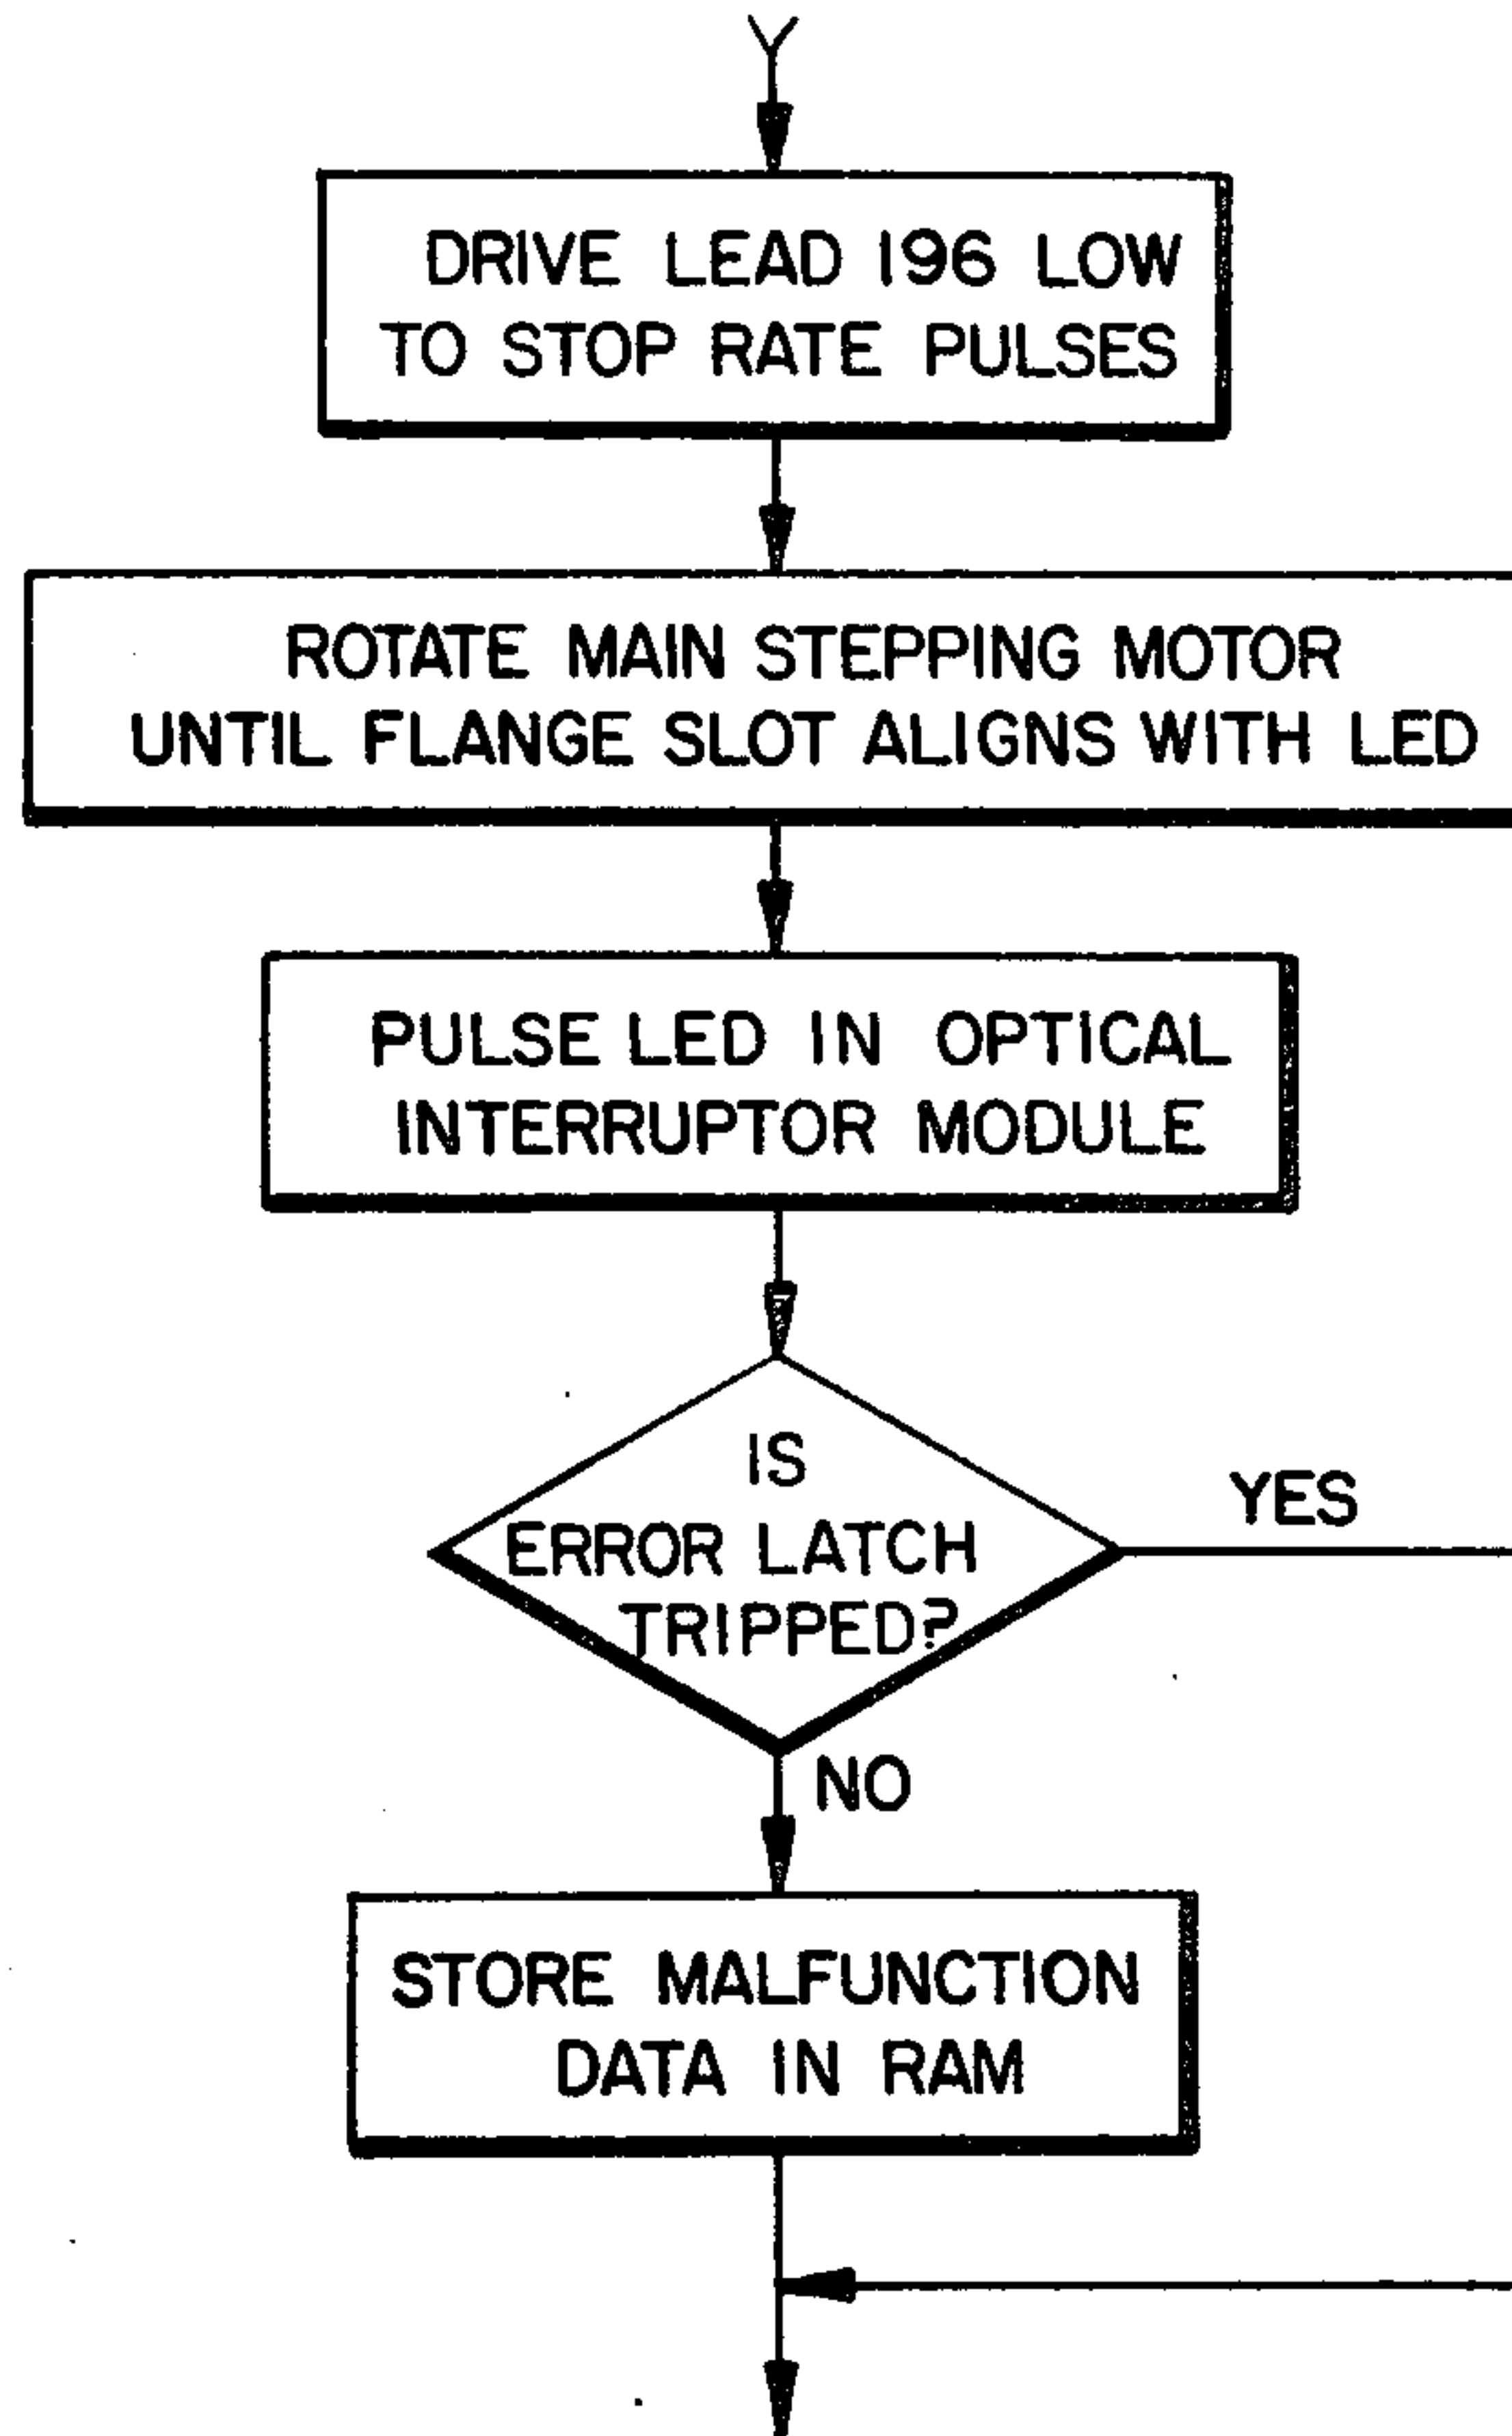 Y
DRIVE LEAD 196 LOW
TO STOP RATE PULSES
ROTATE MAIN STEPPING MOTOR
UNTIL FLANGE SLOT ALIGNS WITH LED
PULSE LED IN OPTICAL
INTERRUPTOR MODULE
IS
ERROR LATCH
TRIPPED?
YES
NO
STORE MALFUNCTION
DATA IN RAM